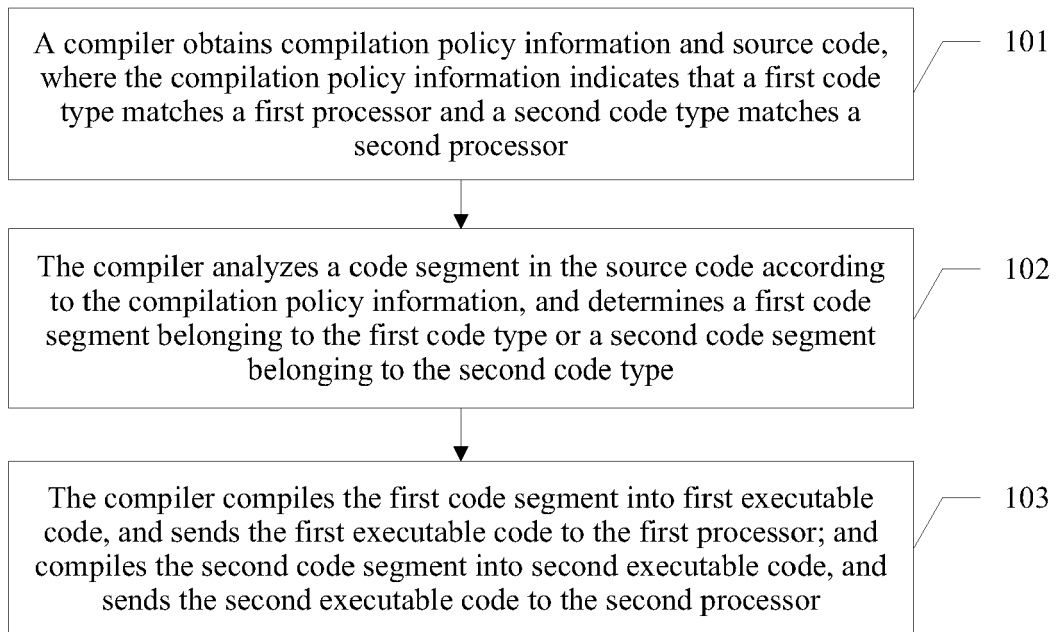 A compiler obtains compilation policy information and source code,
where the compilation policy information indicates that a first code
type matches a first processor and a second code type matches a
second processor
101
The compiler analyzes a code segment in the source code according
to the compilation policy information, and determines a first code
segment belonging to the first code type or a second code segment
belonging to the second code type
102
The compiler compiles the first code segment into first executable
code, and sends the first executable code to the first processor; and
compiles the second code segment into second executable code, and
sends the second executable code to the second processor
103